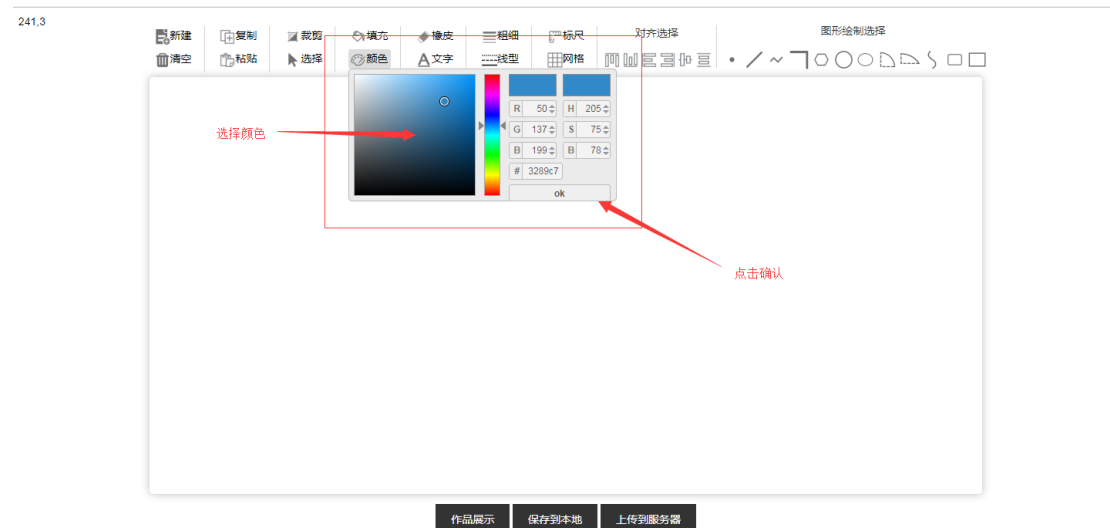 241,3
新建 复制 裁剪 填充 橡皮 粗细 标尺 对齐选择 图形绘制选择
清空 粘贴 选择 颜色 A文字 线型 网格
R 50 H 205
G 137 S 75
B 199 B 78
# 3289c7
ok
选择颜色
点击确认
作品展示 保存到本地 上传到服务器